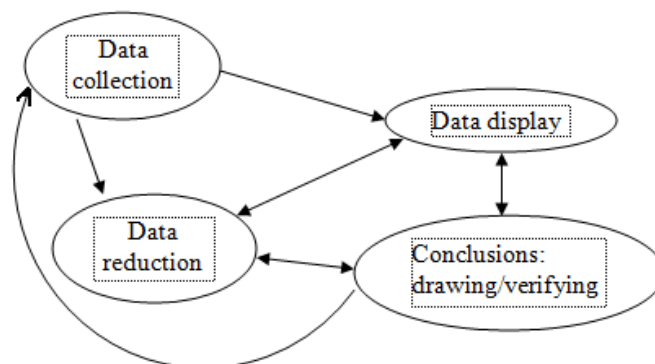 Data
collection
Data display
Data
reduction
Conclusions:
drawing/verifying